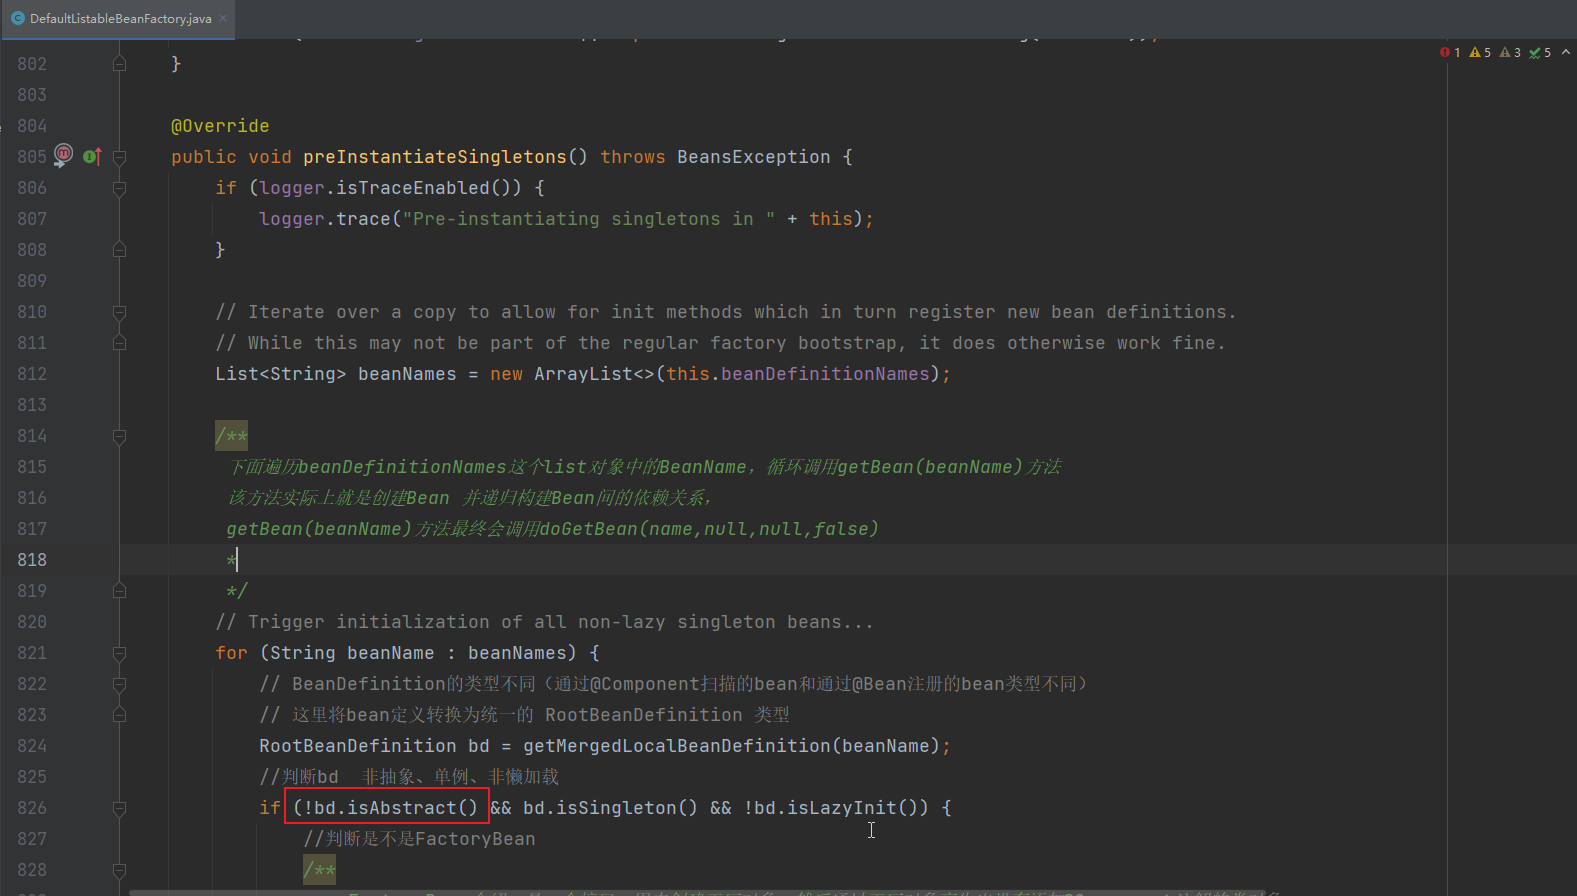 DefaultListableBeanFactory.java
1 5 3 5
802 }
803
804 @Override
805 public void preInstantiateSingletons() throws BeansException {
806 if (logger.isTraceEnabled()) {
807 logger.trace("Pre-instantiating singletons in " + this);
808 }
809
810 // Iterate over a copy to allow for init methods which in turn register new bean definitions.
811 // While this may not be part of the regular factory bootstrap, it does otherwise work fine.
812 List<String> beanNames = new ArrayList<>(this.beanDefinitionNames);
813
814 /**
815 下面遍历beanDefinitionNames这个list对象中的BeanName，循环调用getBean(beanName)方法
816 该方法实际上就是创建Bean 并递归构建Bean间的依赖关系，
817 getBean(beanName)方法最终会调用doGetBean(name,null,null,false)
818 *
819 */
820 // Trigger initialization of all non-lazy singleton beans...
821 for (String beanName : beanNames) {
822 // BeanDefinition的类型不同（通过@Component扫描的bean和通过@Bean注册的bean类型不同）
823 // 这里将bean定义转换为统一的 RootBeanDefinition 类型
824 RootBeanDefinition bd = getMergedLocalBeanDefinition(beanName);
825 //判断bd 非抽象、单例、非懒加载
826 if (!bd.isAbstract() && bd.isSingleton() && !bd.isLazyInit()) {
827 //判断是不是FactoryBean
828 /**